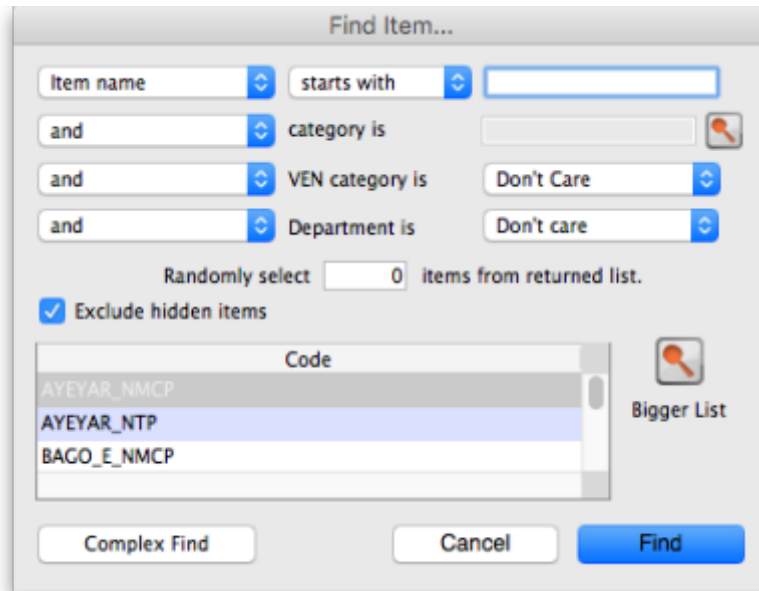 Find Item...
Item name starts with
and category is
and VEN category is Don't Care
and Department is Don't care
Randomly select 0 items from returned list.
Exclude hidden items
Code
AYEYAR_NMCP
AYEYAR_NTP
BAGO_E_NMCP
Bigger List
Complex Find Cancel Find